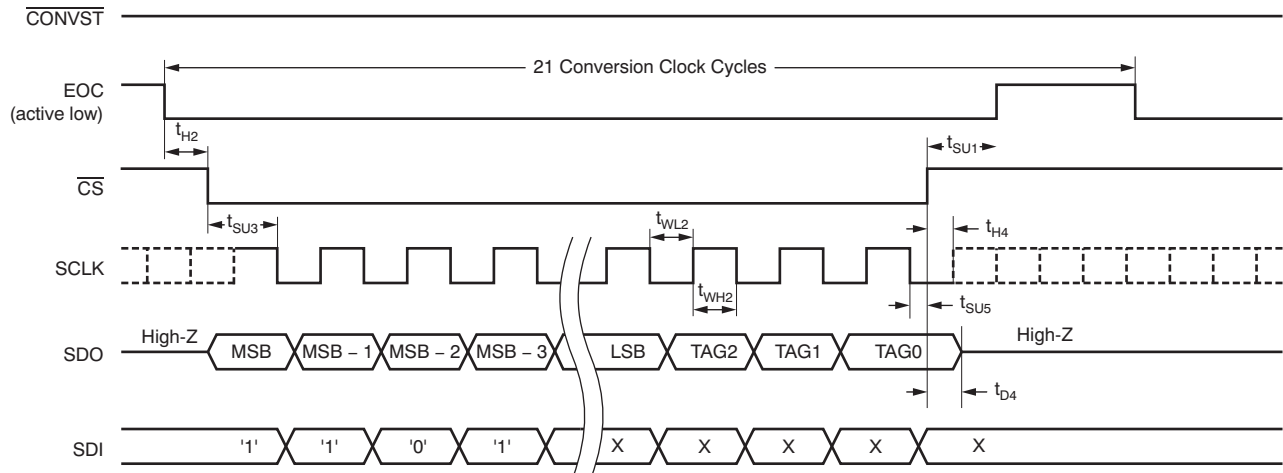 CONVST
21 Conversion Clock Cycles
EOC
(active low)
tH2
tSU1
CS
tSU3
tWL2
tH4
SCLK
tWH2
tSU5
High-Z
MSB
MSB – 1
MSB – 2
MSB – 3
LSB
TAG2
TAG1
TAG0
High-Z
SDO
tD4
SDI
'1'
'1'
'0'
'1'
X
X
X
X
X